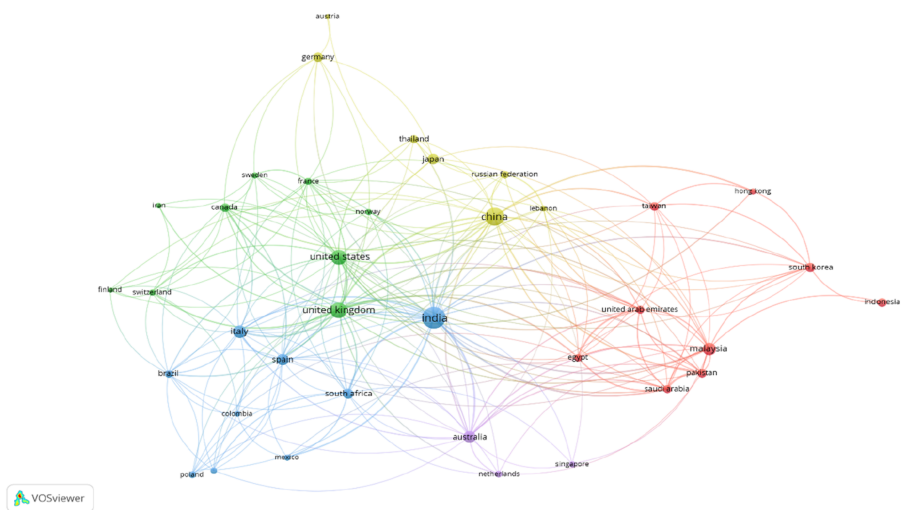 austria
germany
thailand
japan
russian federation
sweden
france
hong kong
iran
canada
norway
lebanon
taiwan
china
united states
south korea
finland
switzerland
indonesia
united kingdom
india
united arab emirates
italy
malaysia
spain
egypt
brazil
pakistan
south africa
saudi arabia
colombia
australia
mexico
singapore
poland
netherlands
VOSviewer